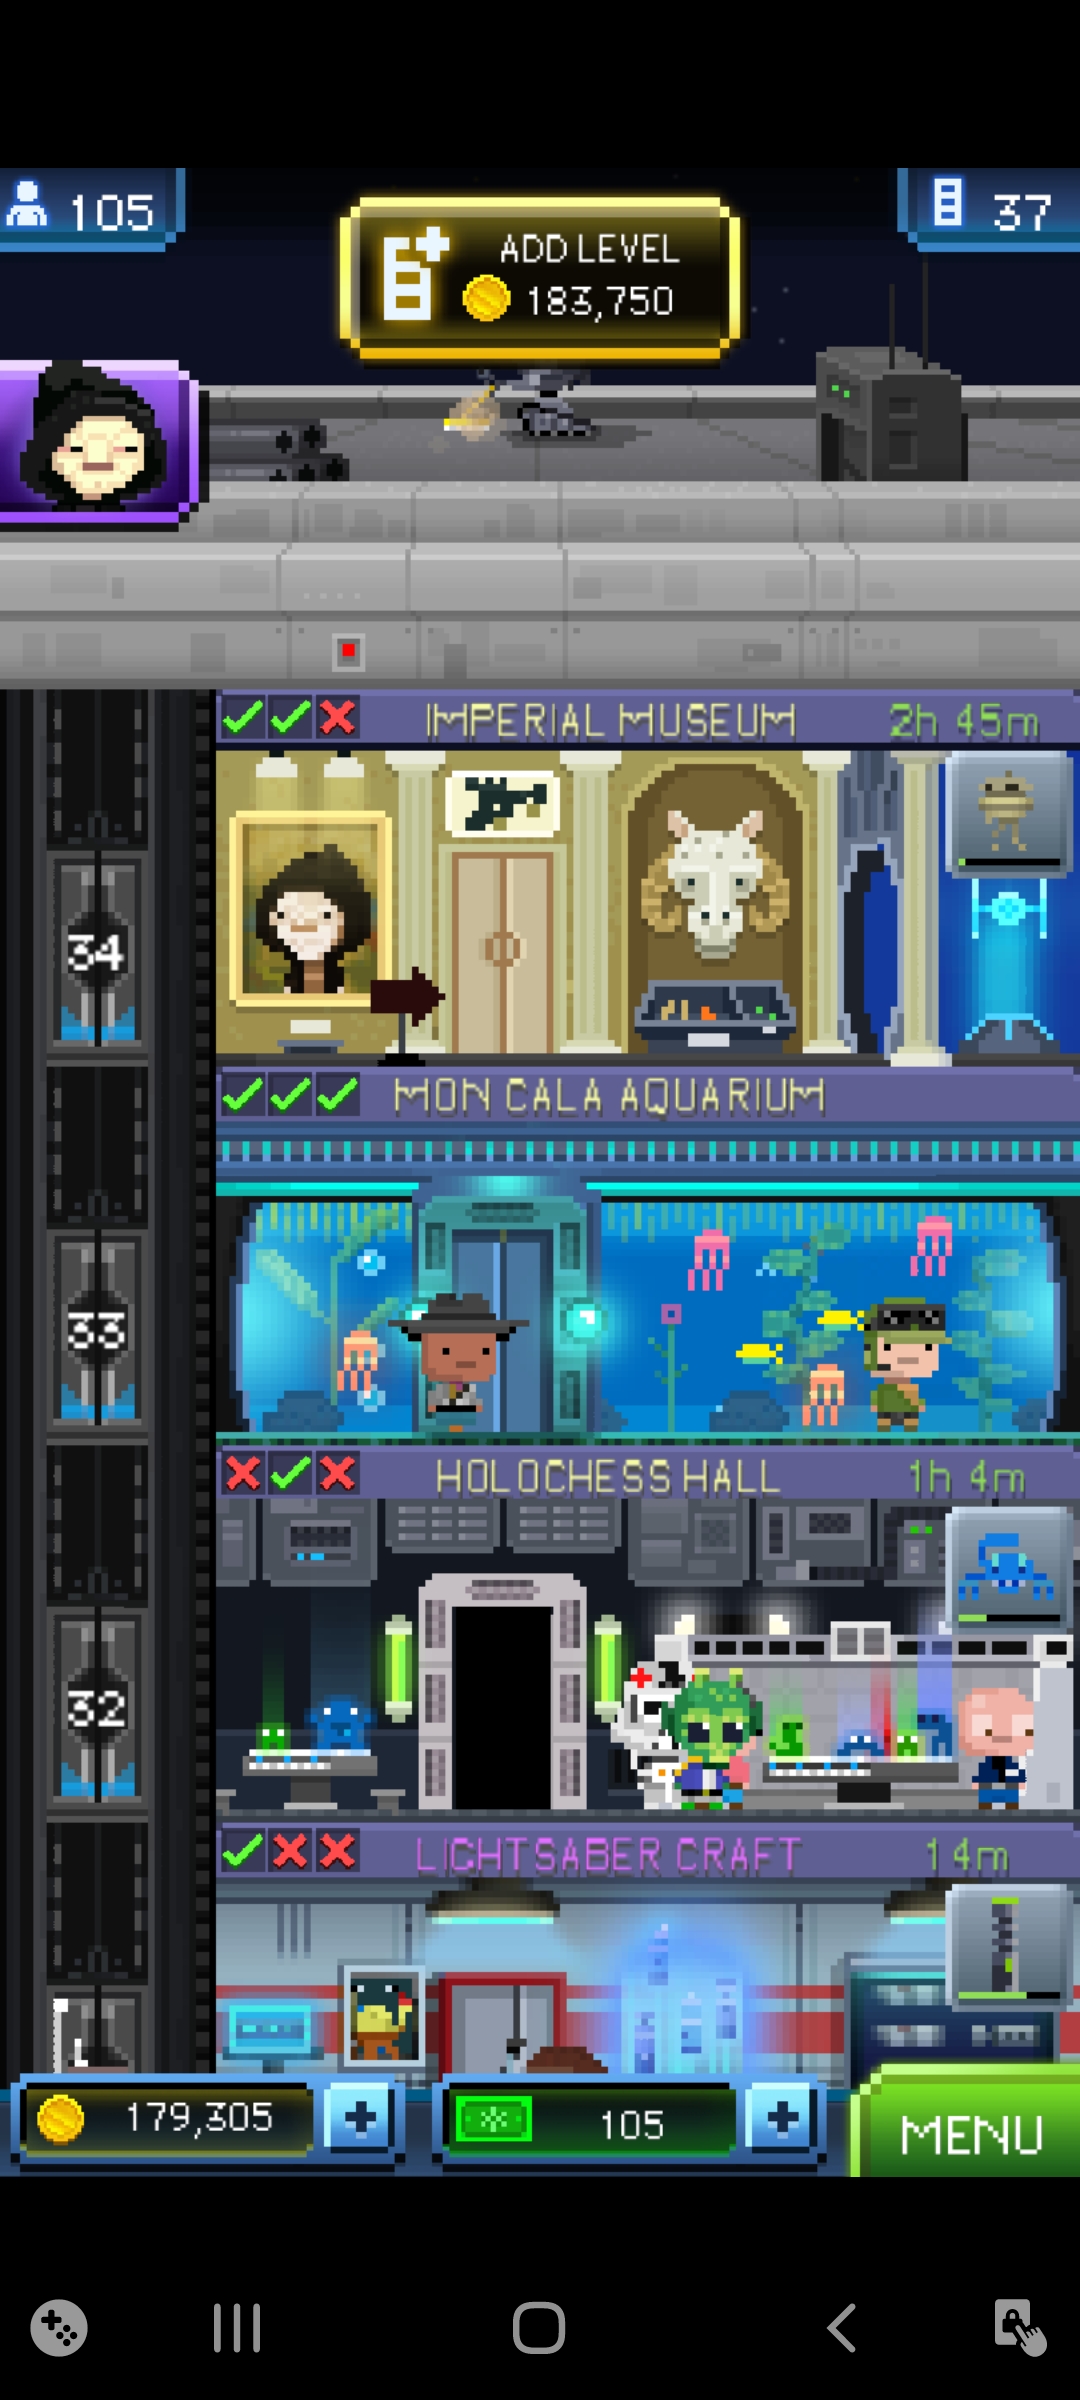 105
ADD LEVEL
183,750
37
IMPERIAL MUSEUM 2h 45m
34
MON CALA AQUARIUM
33
HOLOCHESS HALL 1h 4m
32
LIGHTSABER CRAFT 14m
179,305
105
MENU